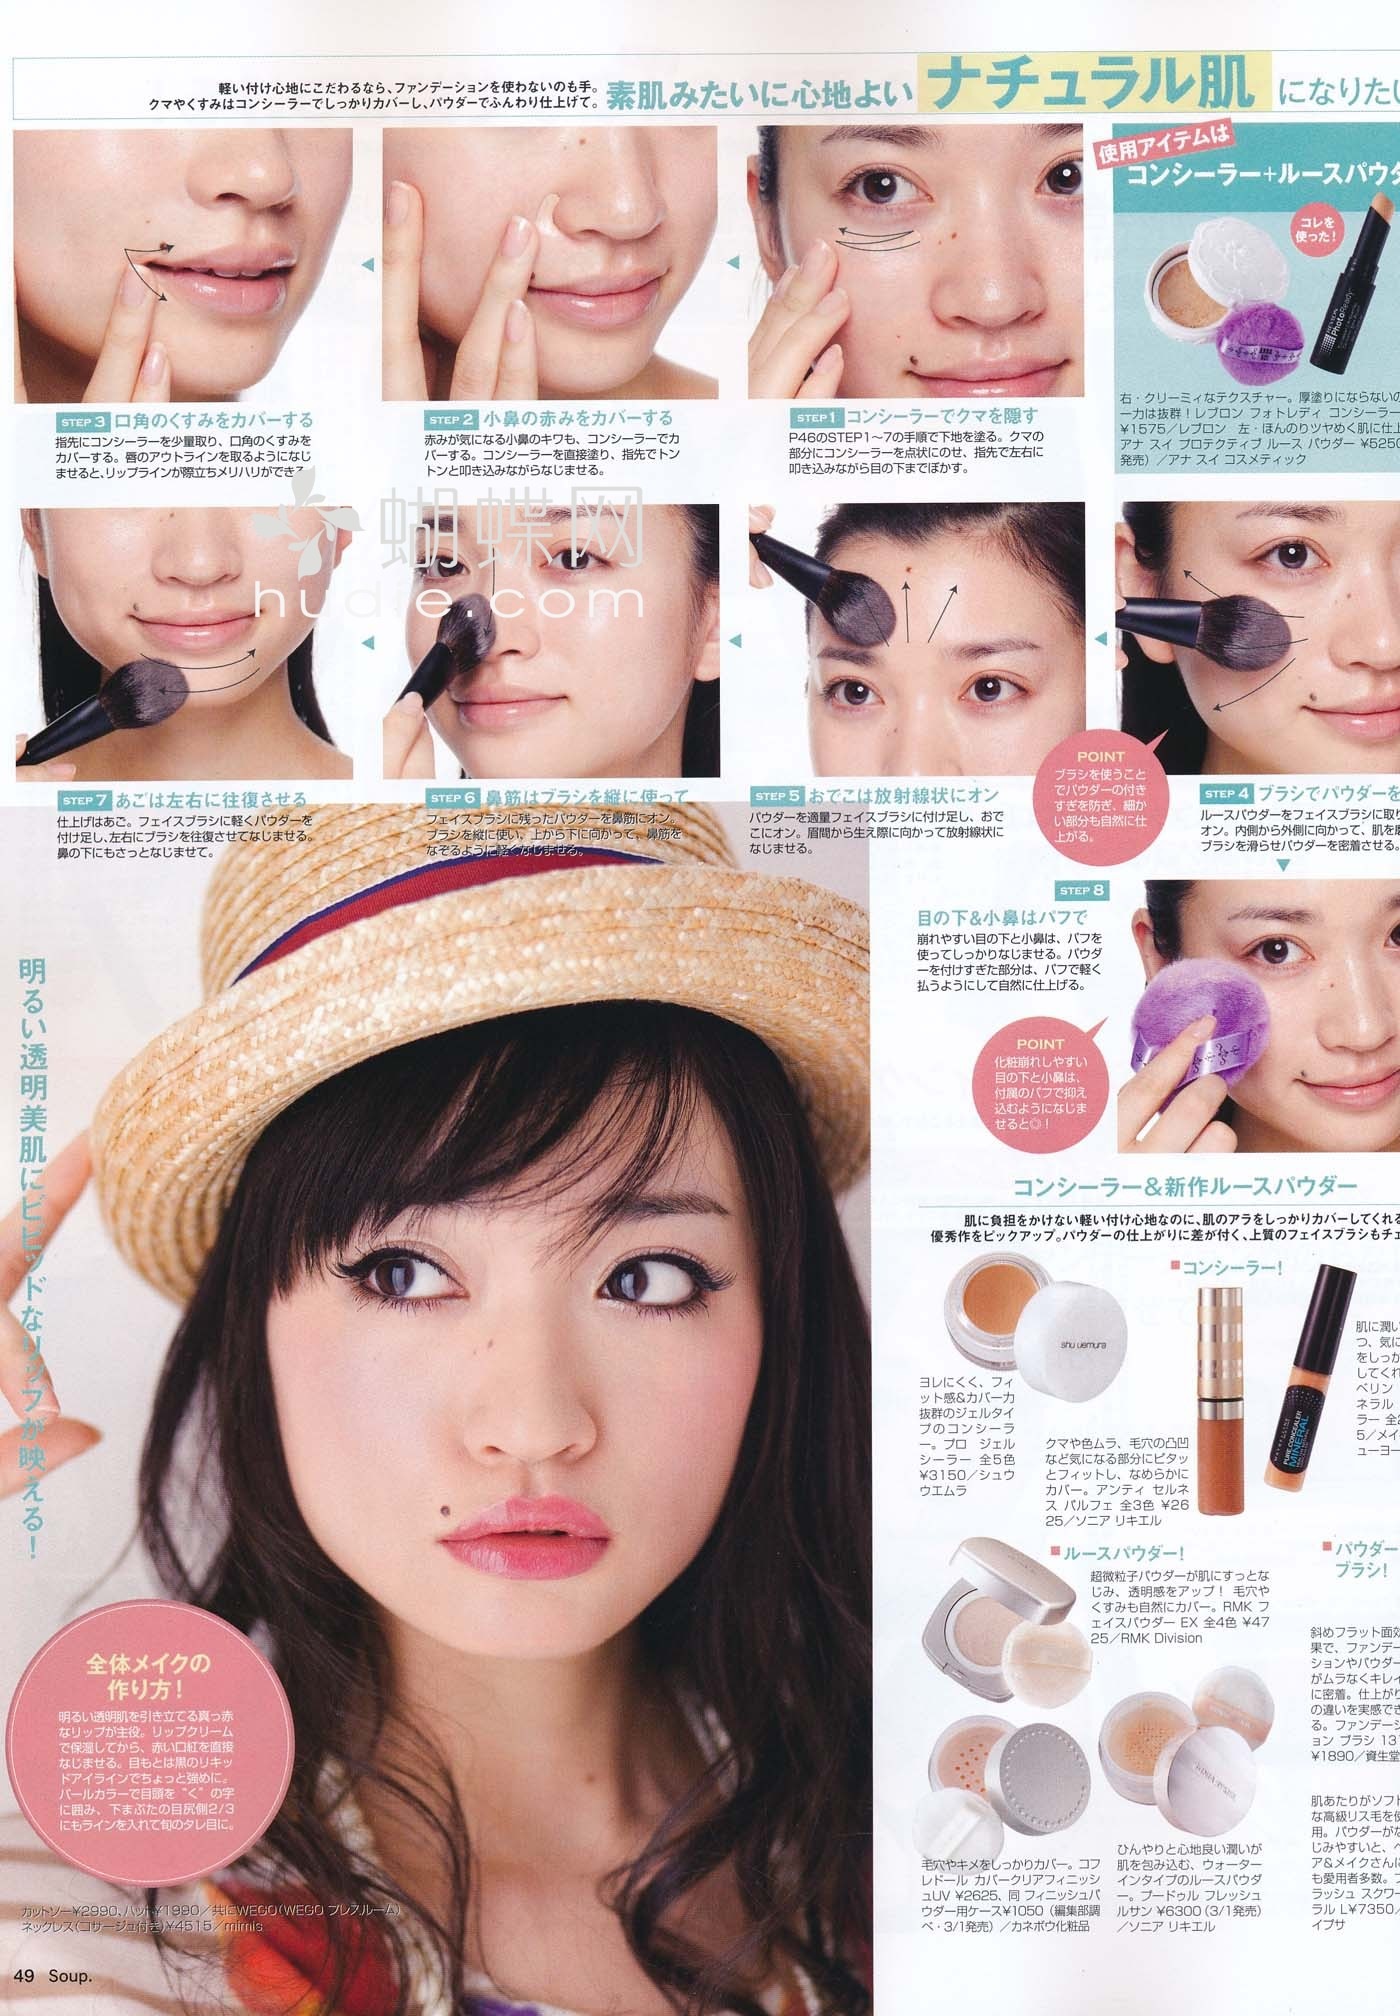 軽い付け心地にこだわるなら、ファンデーションを使わないのも手。
クマやくすみはコンシーラーでしっかりカバーし、パウダーでふんわり仕上げて。
素肌みたいに心地よいナチュラル肌になりたい
使用アイテムは
コンシーラー+ルースパウダ
コレを
使った!
REVLON
PhotoReady
右・クリーミィなテクスチャー。厚塗りにならないの
ー力は抜群!レブロン フォトレディ コンシーラー
¥1575/レブロン 左・ほんのりツヤめく肌に仕上
アナ スイ プロテクティブ ルース パウダー ¥5250
発売)/アナ スイ コスメティック
STEP 1 コンシーラーでクマを隠す
P46のSTEP1〜7の手順で下地を塗る。クマの
部分にコンシーラーを点状にのせ、指先で左右に
叩き込みながら目の下までぼかす。
STEP 2 小鼻の赤みをカバーする
赤みが気になる小鼻のキワも、コンシーラーでカ
バーする。コンシーラーを直接塗り、指先でトン
トンと叩き込みながらなじませる。
STEP 3 口角のくすみをカバーする
指先にコンシーラーを少量取り、口角のくすみを
カバーする。唇のアウトラインを取るようになじ
ませると、リップラインが際立ちメリハリができる。
蝴蝶网
hudie.com
STEP 4 ブラシでパウダーを
ルースパウダーをフェイスブラシに取り
オン。内側から外側に向かって、肌を磨
ブラシを滑らせパウダーを密着させる。
POINT
ブラシを使うこと
でパウダーの付き
すぎを防ぎ、細か
い部分も自然に仕
上がる。
STEP 5 おでこは放射線状にオン
パウダーを適量フェイスブラシに付け足し、おで
こにオン。眉間から生え際に向かって放射線状に
なじませる。
STEP 6 鼻筋はブラシを縦に使って
フェイスブラシに残ったパウダーを鼻筋にオン。
ブラシを縦に使い、上から下に向かって、鼻筋を
なぞるように軽くなじませる。
STEP 7 あごは左右に往復させる
仕上げはあご。フェイスブラシに軽くパウダーを
付け足し、左右にブラシを往復させてなじませる。
鼻の下にもさっとなじませて。
STEP 8
目の下&小鼻はパフで
崩れやすい目の下と小鼻は、パフを
使ってしっかりなじませる。パウダ
ーを付けすぎた部分は、パフで軽く
払うようにして自然に仕上げる。
POINT
化粧崩れしやすい
目の下と小鼻は、
付属のパフで抑え
込むようになじま
せると◎!
明るい透明美肌にビビッドなリップが映える!
全体メイクの
作り方!
明るい透明肌を引き立てる真っ赤
なリップが主役。リップクリーム
で保湿してから、赤い口紅を直接
なじませる。目もとは黒のリキッ
ドアイラインでちょっと強めに。
パールカラーで目頭を“く”の字
に囲み、下まぶたの目尻側2/3
にもラインを入れて旬のタレ目に。
カットソー¥2990、ハット¥1990/共にWEGO(WEGO プレスルーム)
ネックレス(コサージュ付き)¥4515/mimis
49 Soup.
コンシーラー&新作ルースパウダー
肌に負担をかけない軽い付け心地なのに、肌のアラをしっかりカバーしてくれる
優秀作をピックアップ。パウダーの仕上がりに差が付く、上質のフェイスブラシもチェ
コンシーラー!
shu uemura
ヨレにくく、フィ
ット感&カバー力
抜群のジェルタイ
プのコンシーラ
ー。プロ ジェル
シーラー 全5色
¥3150/シュウ
ウエムラ
クマや色ムラ、毛穴の凸凹
など気になる部分にピタッ
とフィットし、なめらかに
カバー。アンティ セルネ
ス パルフェ 全3色 ¥26
25/ソニア リキエル
PURE CONCEALER
MINERAL
肌に潤い
つ、気に
をしっか
してくれ
ベリン
ネラル
ラー 全2
5/メイ
ューヨー
ルースパウダー!
超微粒子パウダーが肌にすっとな
じみ、透明感をアップ! 毛穴や
くすみも自然にカバー。RMK フ
ェイスパウダー EX 全4色 ¥47
25/RMK Division
毛穴やキメをしっかりカバー。コフ
レドール カバークリアフィニッシ
ュUV ¥2625、同 フィニッシュパ
ウダー用ケース¥1050(編集部調
べ・3/1発売)/カネボウ化粧品
ひんやりと心地良い潤いが
肌を包み込む、ウォーター
インタイプのルースパウダ
ー。プードゥル フレッシュ
ルサン ¥6300(3/1発売)
/ソニア リキエル
パウダー
ブラシ!
斜めフラット面効
果で、ファンデー
ションやパウダー
がムラなくキレイ
に密着。仕上がり
の違いを実感でき
る。ファンデーシ
ョン ブラシ 131
¥1890/資生堂
肌あたりがソフト
な高級リス毛を使
用。パウダーがな
じみやすいと、ヘ
ア&メイクさんに
も愛用者多数。ブ
ラッシュ スクワー
ラル L¥7350/
イプサ